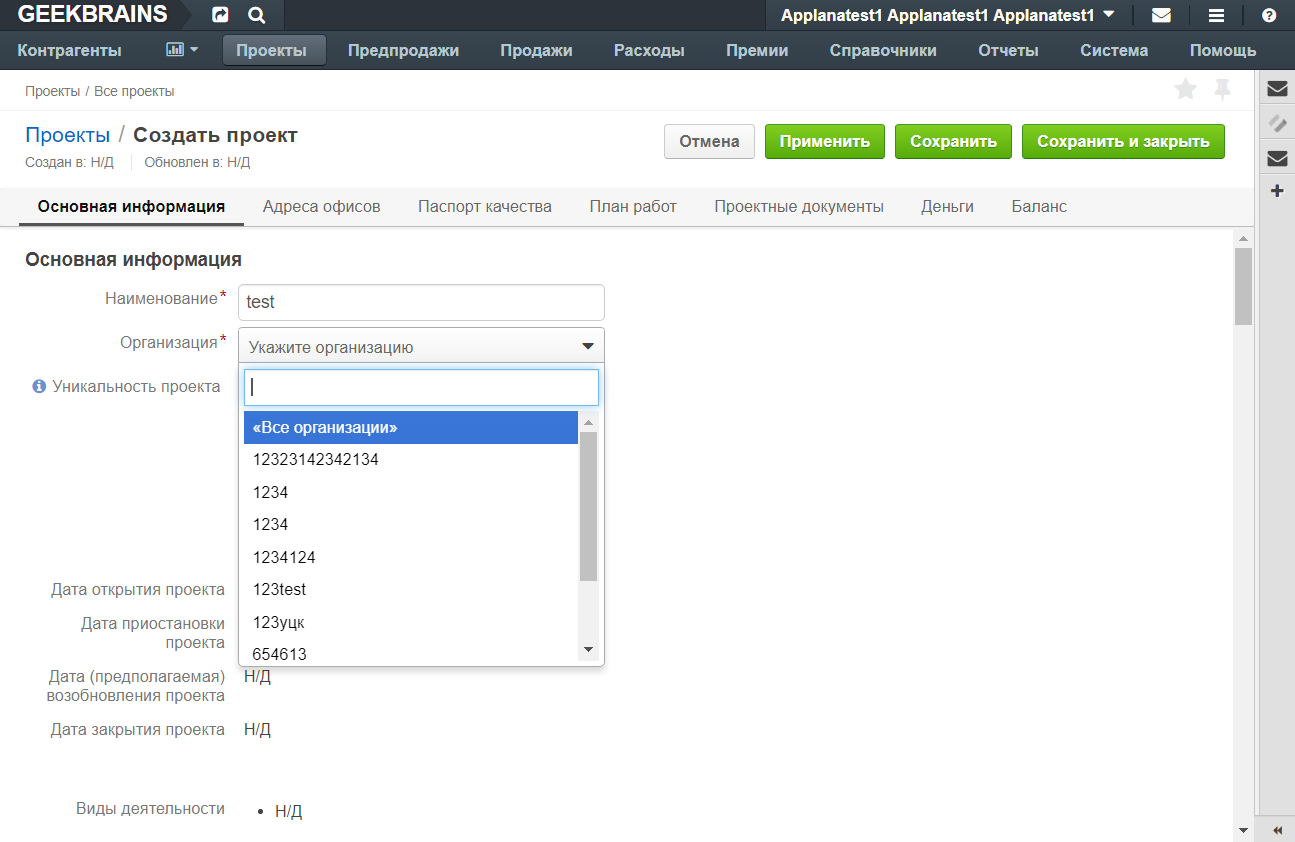 GEEKBRAINS
Applanatest1 Applanatest1 Applanatest1
Контрагенты Проекты Предпродажи Продажи Расходы Премии Справочники Отчеты Система Помощь
Проекты / Все проекты
Проекты / Создать проект
Отмена Применить Сохранить Сохранить и закрыть
Создан в: Н/Д Обновлен в: Н/Д
Основная информация Адреса офисов Паспорт качества План работ Проектные документы Деньги Баланс
Основная информация
Наименование* test
Организация* Укажите организацию
Уникальность проекта
«Все организации»
12323142342134
1234
1234
1234124
123test
123уцк
654613
Дата открытия проекта
Дата приостановки
проекта
Дата (предполагаемая)
возобновления проекта
Н/Д
Дата закрытия проекта Н/Д
Виды деятельности • Н/Д